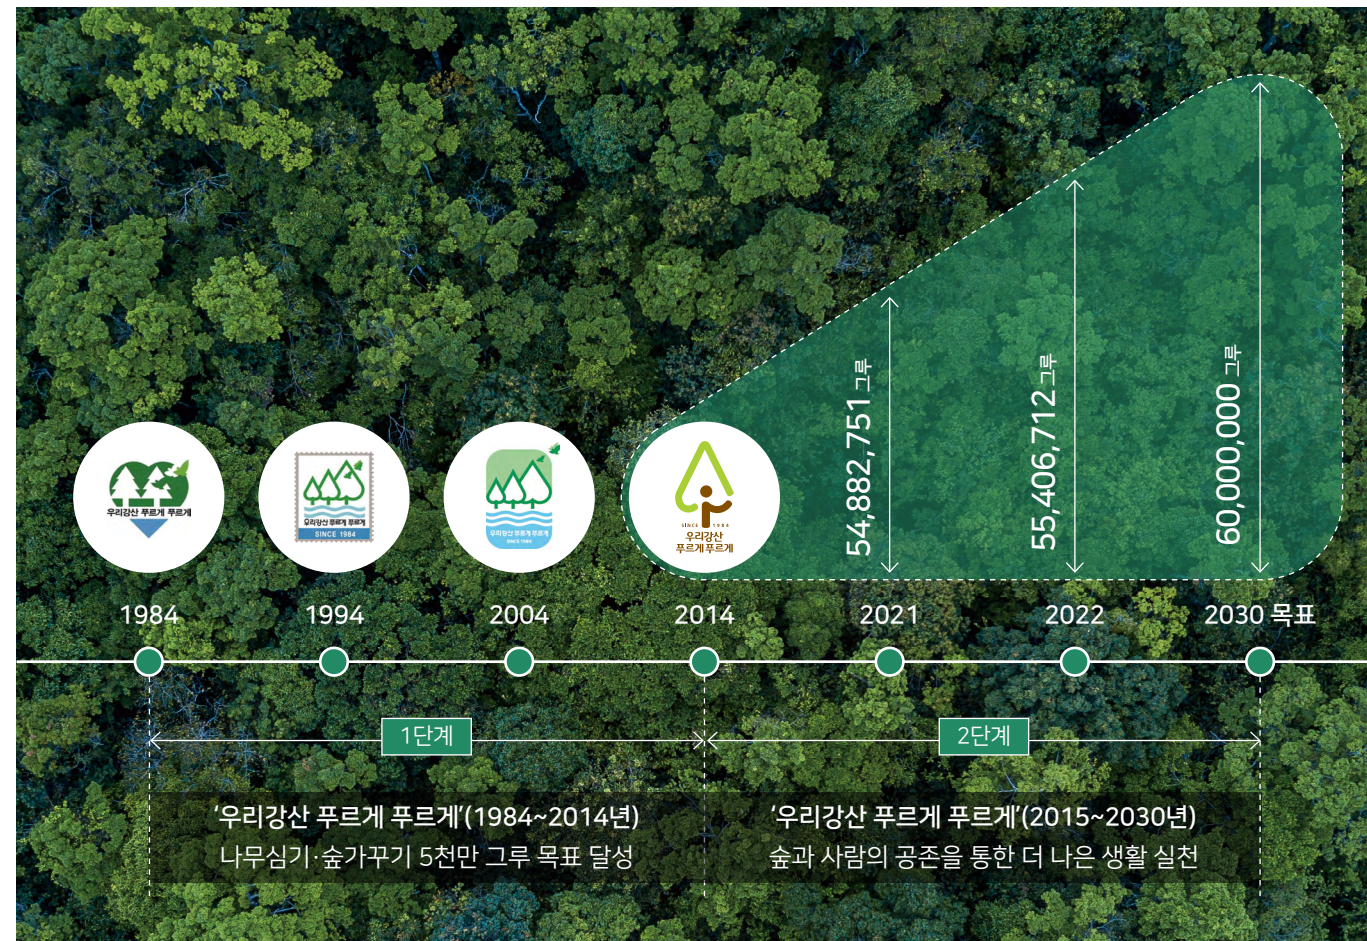 54,882,751 그루
55,406,712 그루
60,000,000 그루
우리강산 푸르게 푸르게
우리강산 푸르게 푸르게
SINCE 1984
우리강산 푸르게 푸르게
SINCE 1984
SINCE 1984
우리강산
푸르게 푸르게
1984
1994
2004
2014
2021
2022
2030 목표
1단계
2단계
‘우리강산 푸르게 푸르게’(1984~2014년)
나무심기·숲가꾸기 5천만 그루 목표 달성
‘우리강산 푸르게 푸르게’(2015~2030년)
숲과 사람의 공존을 통한 더 나은 생활 실천